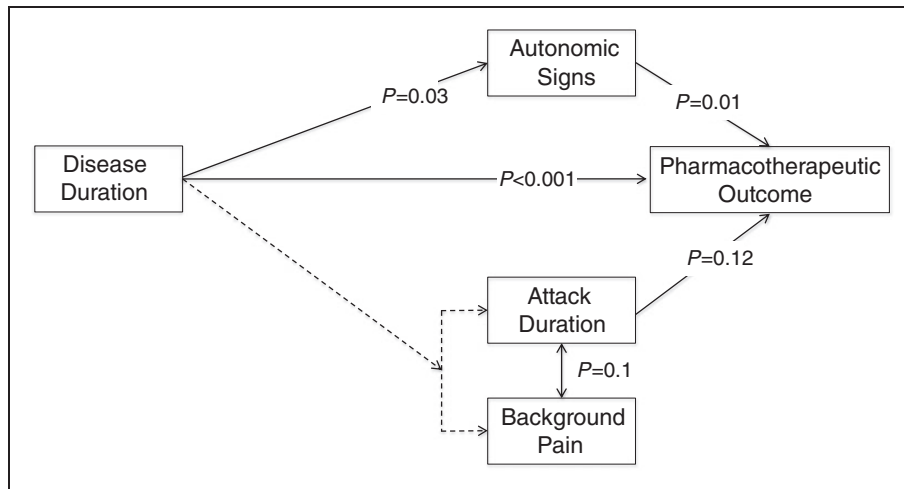 Autonomic
Signs
P=0.03
P=0.01
Disease
Duration
P<0.001
Pharmacotherapeutic
Outcome
P=0.12
Attack
Duration
P=0.1
Background
Pain